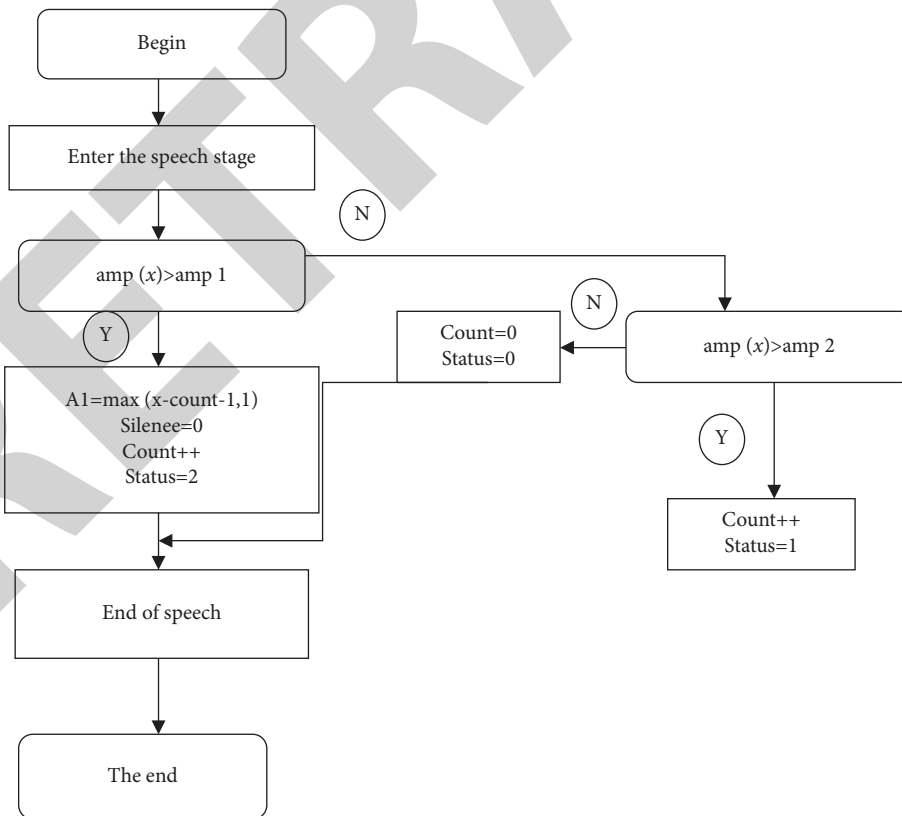 Begin
Enter the speech stage
N
amp (x)>amp 1
Y
N
Count=0
Status=0
amp (x)>amp 2
A1=max (x-count-1,1)
Silenee=0
Count++
Status=2
Y
Count++
Status=1
End of speech
The end